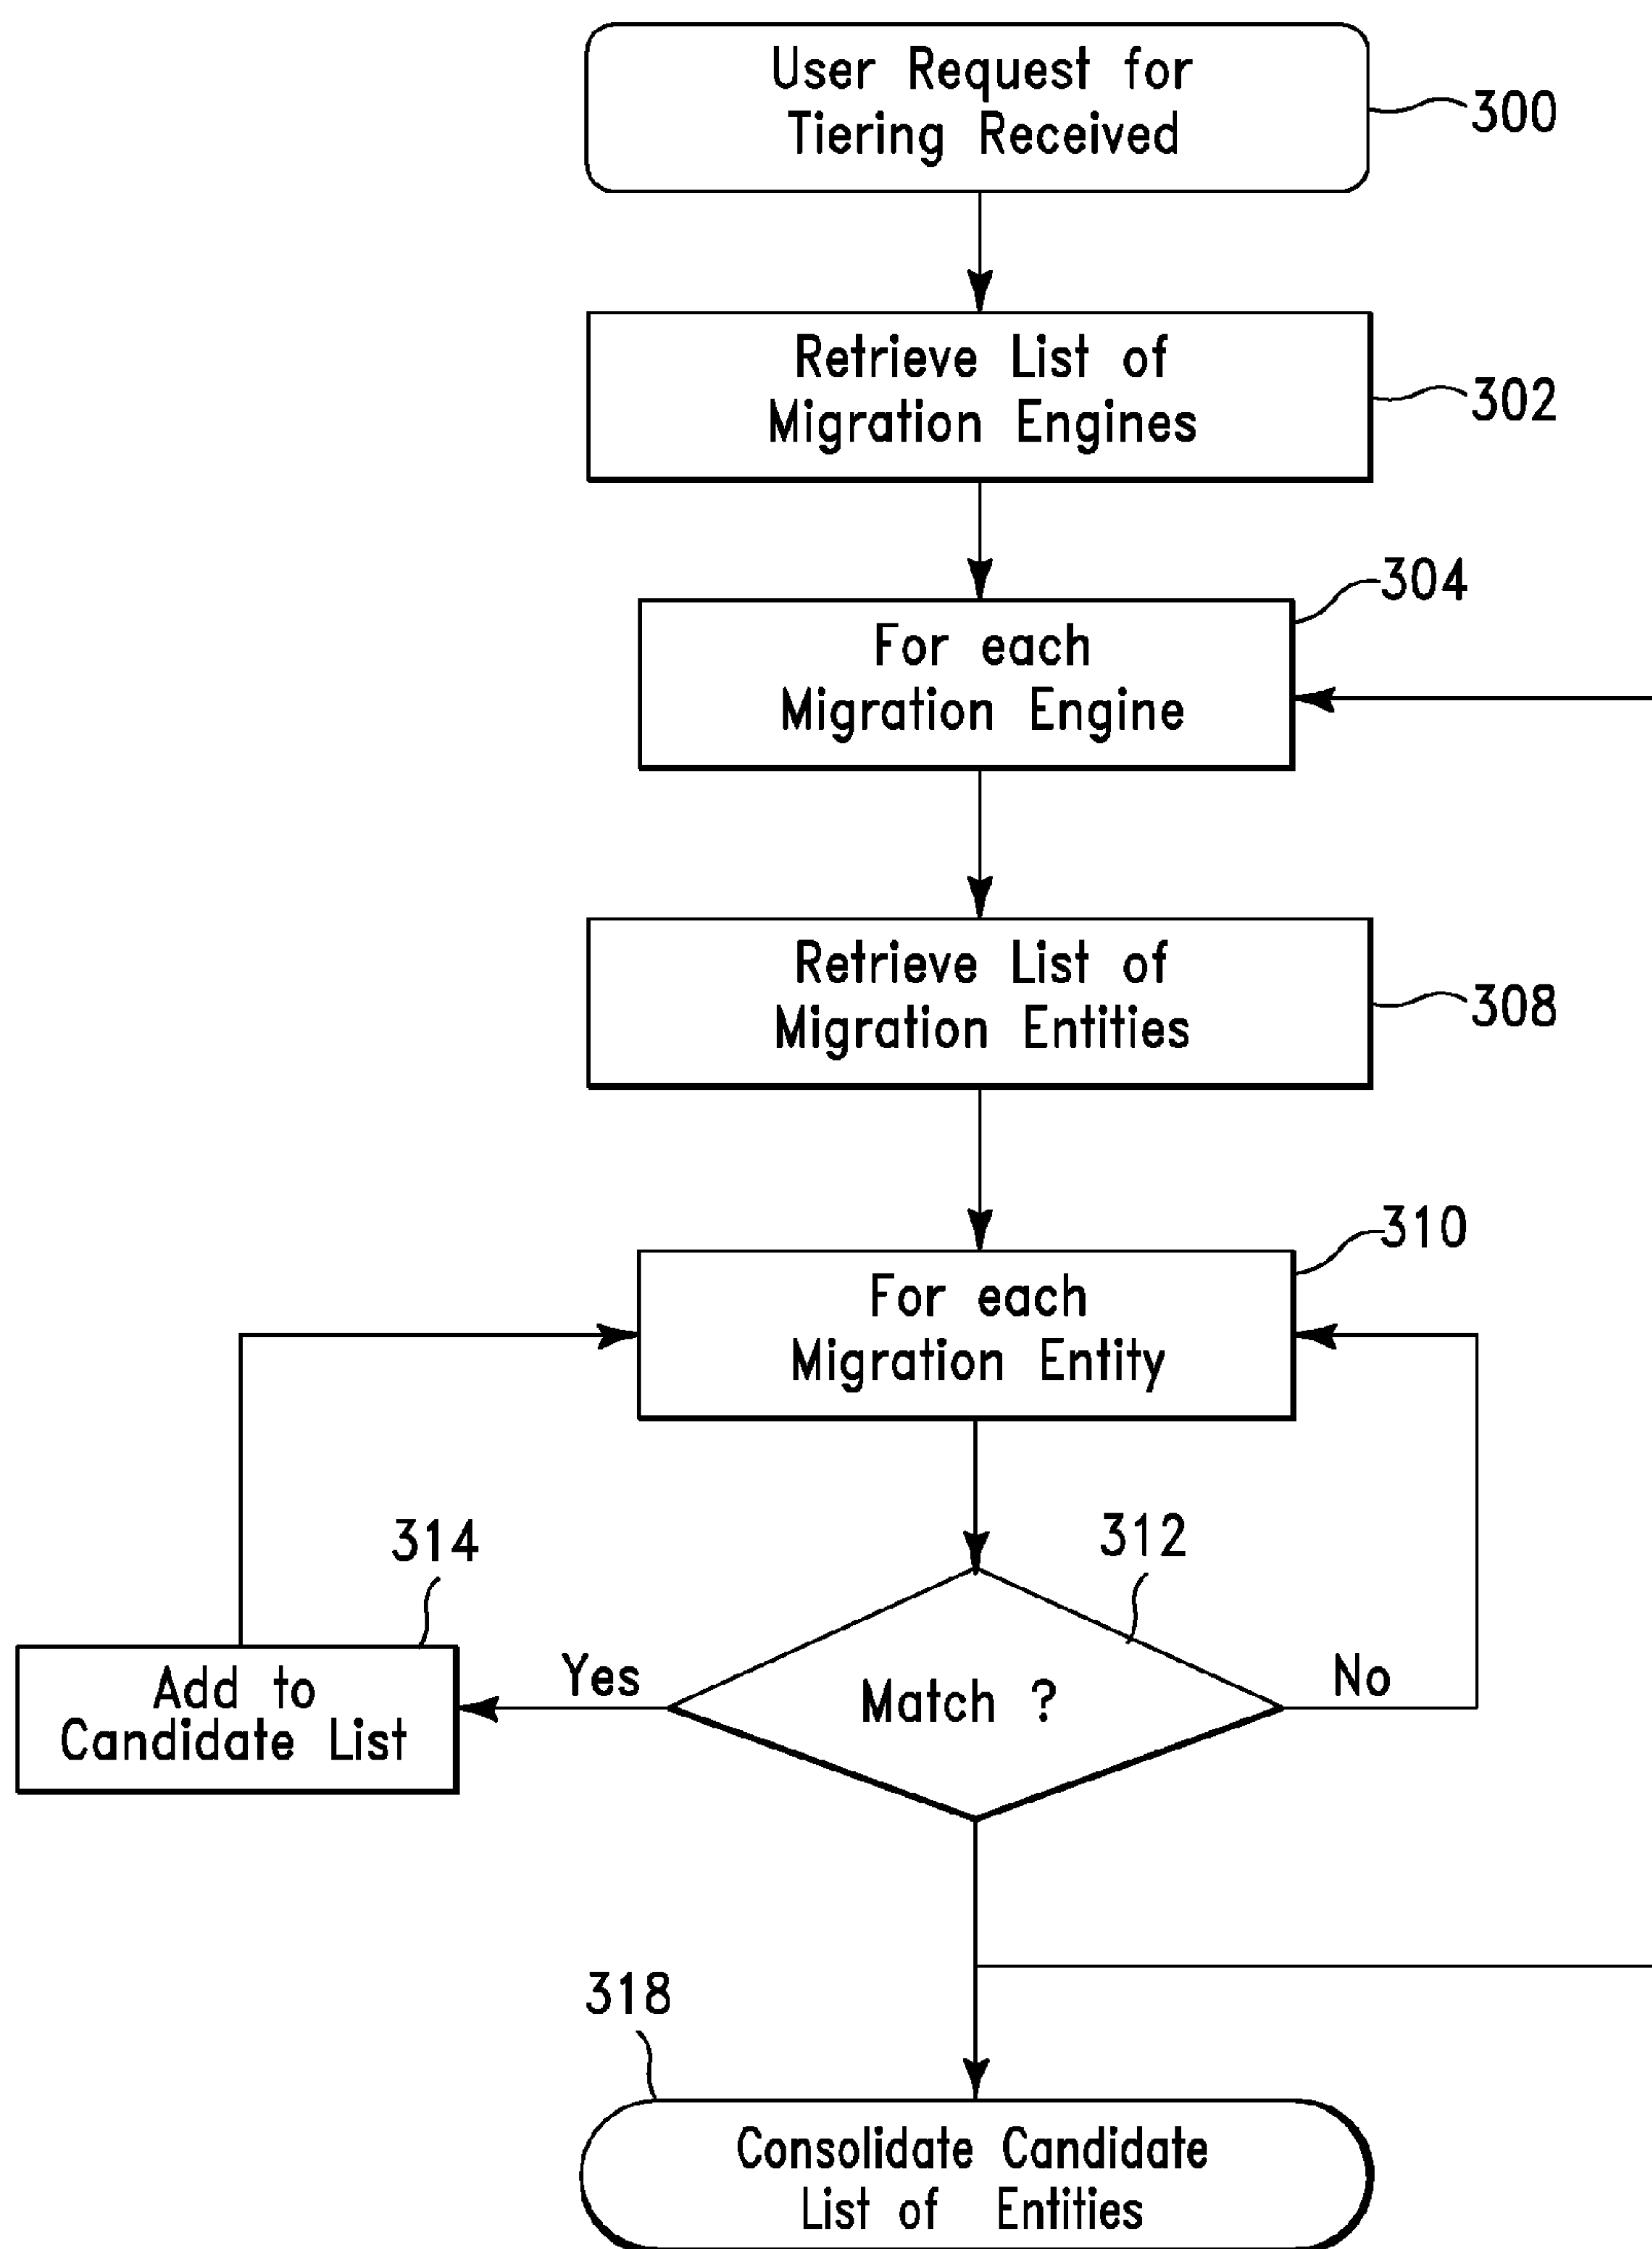 User Request for
Tiering Received
300
Retrieve List of
Migration Engines
302
304
For each
Migration Engine
Retrieve List of
Migration Entities
308
310
For each
Migration Entity
314
312
Add to
Candidate List
Yes
Match ?
No
318
Consolidate Candidate
List of Entities